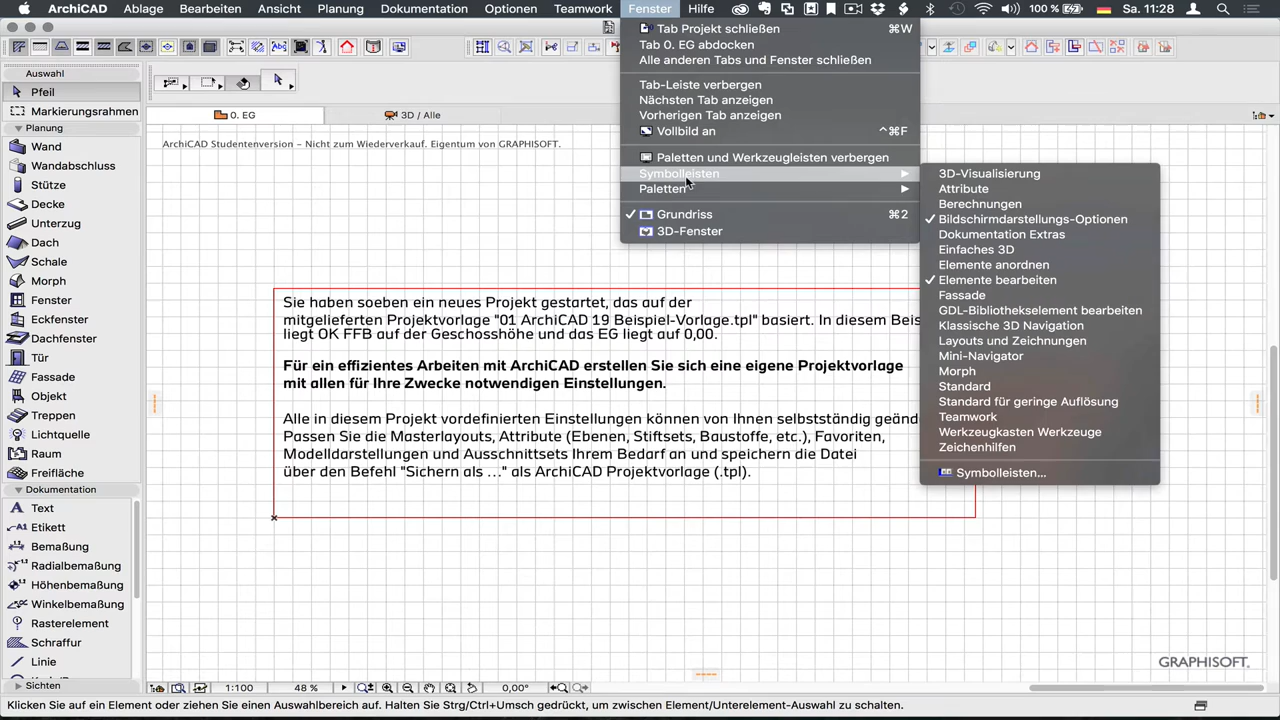 ArchiCAD Ablage Bearbeiten Ansicht Planung Dokumentation Optionen Teamwork Fenster Hilfe 100 % Sa. 11:28
Tab Projekt schließen ⌘W
Tab 0. EG abdocken
Alle anderen Tabs und Fenster schließen
Tab-Leiste verbergen
Nächsten Tab anzeigen
Vorherigen Tab anzeigen
Vollbild an ^⌘F
Paletten und Werkzeugleisten verbergen
Symbolleisten
Paletten
Grundriss ⌘2
3D-Fenster
3D-Visualisierung
Attribute
Berechnungen
Bildschirmdarstellungs-Optionen
Dokumentation Extras
Einfaches 3D
Elemente anordnen
Elemente bearbeiten
Fassade
GDL-Bibliothekselement bearbeiten
Klassische 3D Navigation
Layouts und Zeichnungen
Mini-Navigator
Morph
Standard
Standard für geringe Auflösung
Teamwork
Werkzeugkasten Werkzeuge
Zeichenhilfen
Symbolleisten...
Auswahl
Pfeil
Markierungsrahmen
Planung
Wand
Wandabschluss
Stütze
Decke
Unterzug
Dach
Schale
Morph
Fenster
Eckfenster
Dachfenster
Tür
Fassade
Objekt
Treppen
Lichtquelle
Raum
Freifläche
Dokumentation
Text
A1 Etikett
Bemaßung
Radialbemaßung
Höhenbemaßung
Winkelbemaßung
Rasterelement
Schraffur
Linie
Sichten
0. EG
3D / Alle
ArchiCAD Studentenversion - Nicht zum Wiederverkauf. Eigentum von GRAPHISOFT.
Sie haben soeben ein neues Projekt gestartet, das auf der
mitgelieferten Projektvorlage "01 ArchiCAD 19 Beispiel-Vorlage.tpl" basiert. In diesem Beis
liegt OK FFB auf der Geschosshöhe und das EG liegt auf 0,00.
Für ein effizientes Arbeiten mit ArchiCAD erstellen Sie sich eine eigene Projektvorlage
mit allen für Ihre Zwecke notwendigen Einstellungen.
Alle in diesem Projekt vordefinierten Einstellungen können von Ihnen selbstständig geände
Passen Sie die Masterlayouts, Attribute (Ebenen, Stiftsets, Baustoffe, etc.), Favoriten,
Modelldarstellungen und Ausschnittsets Ihrem Bedarf an und speichern die Datei
über den Befehl "Sichern als ..." als ArchiCAD Projektvorlage (.tpl).
GRAPHISOFT.
1:100 48 % 0,00°
Klicken Sie auf ein Element oder ziehen Sie einen Auswahlbereich auf. Halten Sie Strg/Ctrl+Umsch gedrückt, um zwischen Element/Unterelement-Auswahl zu schalten.